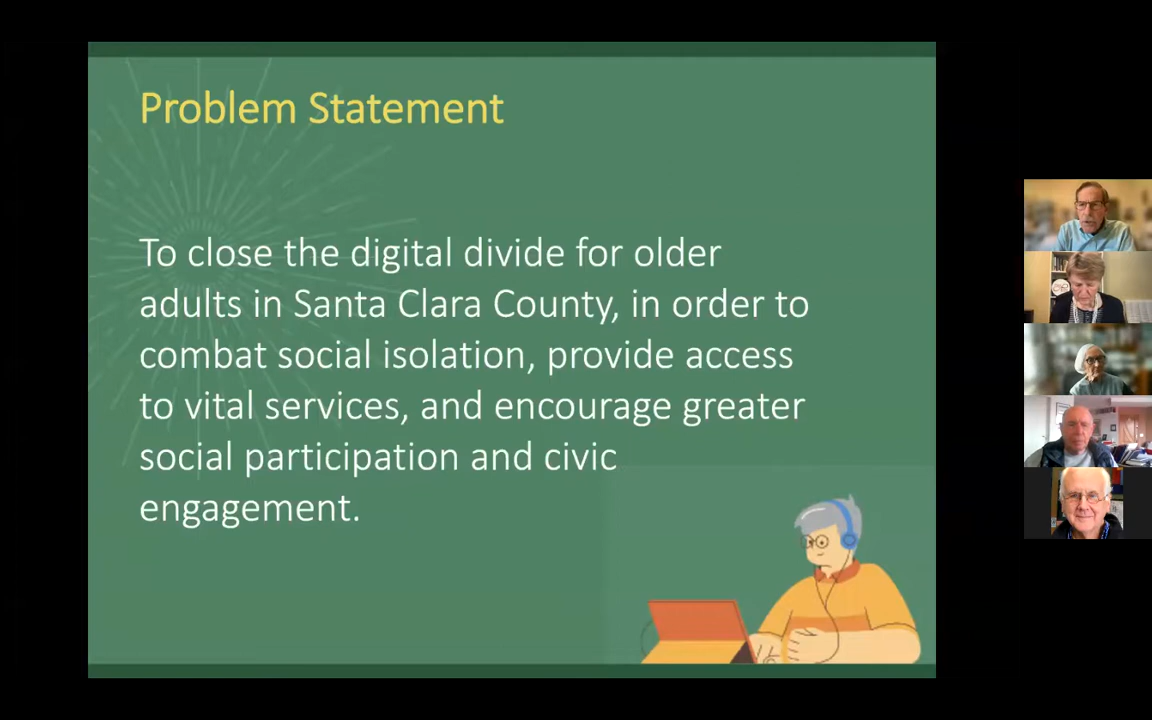 Problem Statement
To close the digital divide for older
adults in Santa Clara County, in order to
combat social isolation, provide access
to vital services, and encourage greater
social participation and civic
engagement.